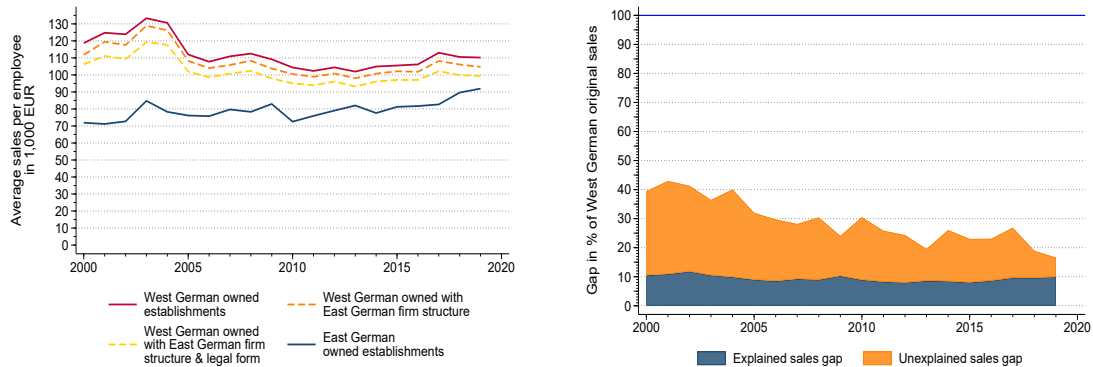 Average sales per employee
in 1,000 EUR
130
120
110
100
90
80
70
60
50
40
30
20
10
0
2000
2005
2010
2015
2020
West German owned
establishments
West German owned with
East German firm structure
West German owned
with East German firm
structure & legal form
East German
owned establishments
Gap in % of West German original sales
100
90
80
70
60
50
40
30
20
10
0
2000
2005
2010
2015
2020
Explained sales gap
Unexplained sales gap